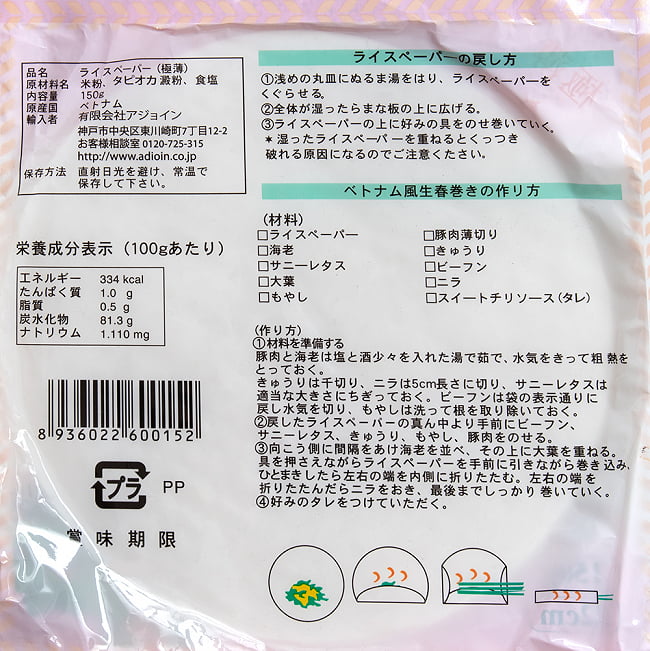 品名 ライスペーパー(極薄)
原材料名 米粉、タピオカ澱粉、食塩
内容量 150g
原産国 ベトナム
輸入者 有限会社アジョイン
神戸市中央区東川崎町7丁目12-2
お客様相談室 0120-725-315
http://www.adioin.co.jp
保存方法 直射日光を避け、常温で
保存して下さい。
栄養成分表示(100gあたり)
エネルギー 334 kcal
たんぱく質 1.0 g
脂質 0.5 g
炭水化物 81.3 g
ナトリウム 1.110 mg
8 936022 600152
プラ PP
賞味期限
ライスペーパーの戻し方
①浅めの丸皿にぬるま湯をはり、ライスペーパーを
くぐらせる。
②全体が湿ったらまな板の上に広げる。
③ライスペーパーの上に好みの具をのせ巻いていく。
*湿ったライスペーパーを重ねるとくっつき
破れる原因になるのでご注意ください。
ベトナム風生春巻きの作り方
(材料)
□ライスペーパー □豚肉薄切り
□海老 □きゅうり
□サニーレタス □ビーフン
□大葉 □ニラ
□もやし □スイートチリソース(タレ)
(作り方)
①材料を準備する
豚肉と海老は塩と酒少々を入れた湯で茹で、水気をきって粗熱を
とっておく。
きゅうりは千切り、ニラは5cm長さに切り、サニーレタスは
適当な大きさにちぎっておく。ビーフンは袋の表示通りに
戻し水気を切り、もやしは洗って根を取り除いておく。
②戻したライスペーパーの真ん中より手前にビーフン、
サニーレタス、きゅうり、もやし、豚肉をのせる。
③向こう側に間隔をあけ海老を並べ、その上に大葉を重ねる。
具を押さえながらライスペーパーを手前に引きながら巻き込み、
ひとまきしたら左右の端を内側に折りたたむ。左右の端を
折りたたんだらニラをおき、最後までしっかり巻いていく。
④好みのタレをつけていただく。